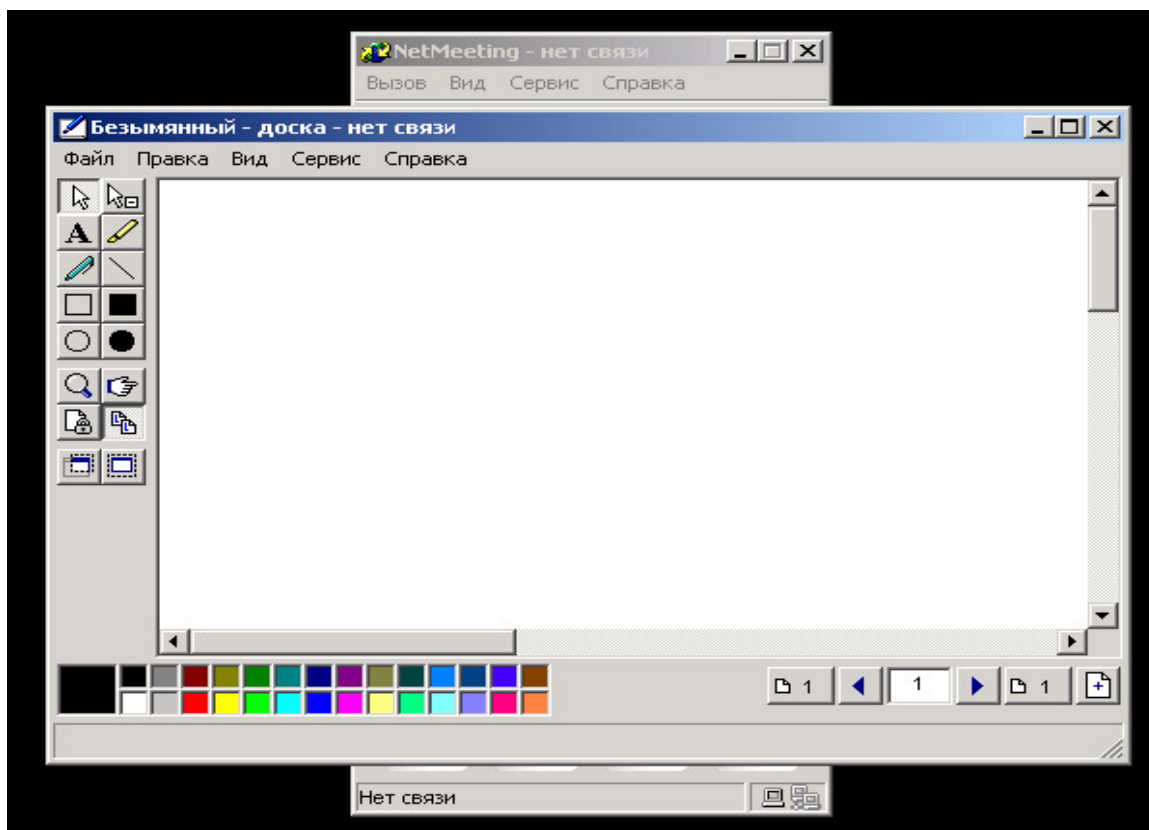 NetMeeting - нет связи
Вызов Вид Сервис Справка
Безымянный - доска - нет связи
Файл Правка Вид Сервис Справка
A
1 1 1
Нет связи